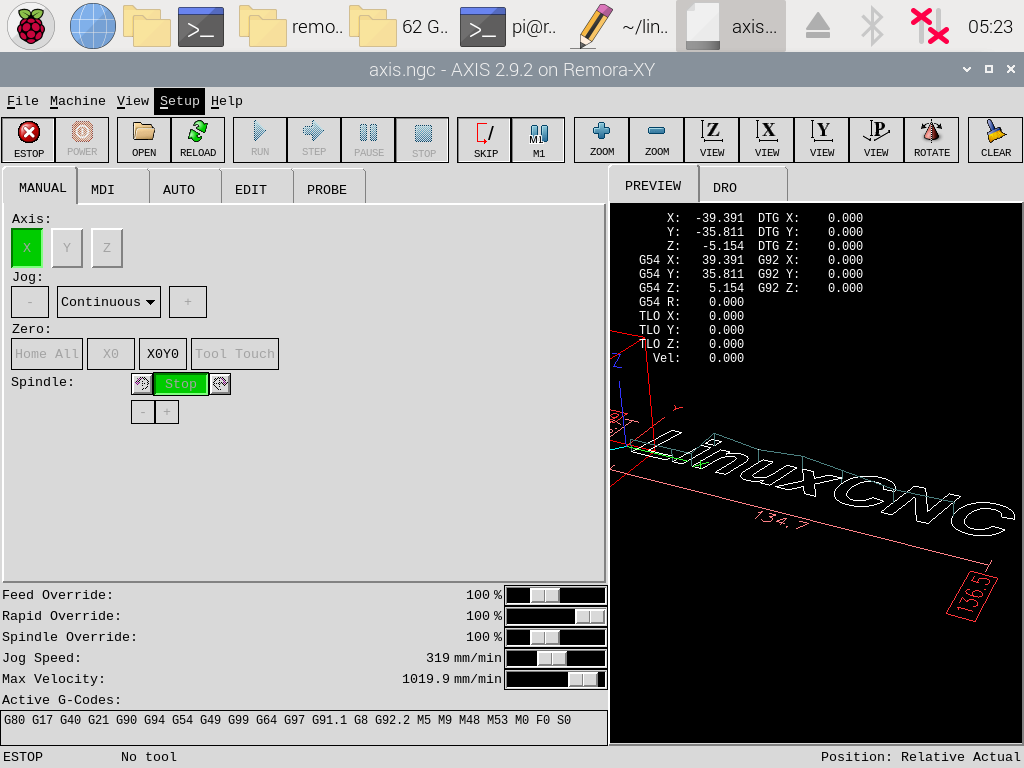 remo.. 62 G.. pi@r.. ~/lin.. axis... 05:23
axis.ngc - AXIS 2.9.2 on Remora-XY
File Machine View Setup Help
ESTOP POWER OPEN RELOAD RUN STEP PAUSE STOP SKIP M1 M1 ZOOM ZOOM Z VIEW X VIEW Y VIEW P VIEW ROTATE CLEAR
MANUAL MDI AUTO EDIT PROBE
Axis:
X Y Z
Jog:
- Continuous +
Zero:
Home All X0 X0Y0 Tool Touch
Spindle: Stop
- +
Feed Override: 100 %
Rapid Override: 100 %
Spindle Override: 100 %
Jog Speed: 319 mm/min
Max Velocity: 1019.9 mm/min
Active G-Codes:
G80 G17 G40 G21 G90 G94 G54 G49 G99 G64 G97 G91.1 G8 G92.2 M5 M9 M48 M53 M0 F0 S0
PREVIEW DRO
X: -39.391 DTG X: 0.000
Y: -35.811 DTG Y: 0.000
Z: -5.154 DTG Z: 0.000
G54 X: 39.391 G92 X: 0.000
G54 Y: 35.811 G92 Y: 0.000
G54 Z: 5.154 G92 Z: 0.000
G54 R: 0.000
TLO X: 0.000
TLO Y: 0.000
TLO Z: 0.000
Vel: 0.000
Z
LinuxCNC
134.7
136.5
ESTOP No tool Position: Relative Actual